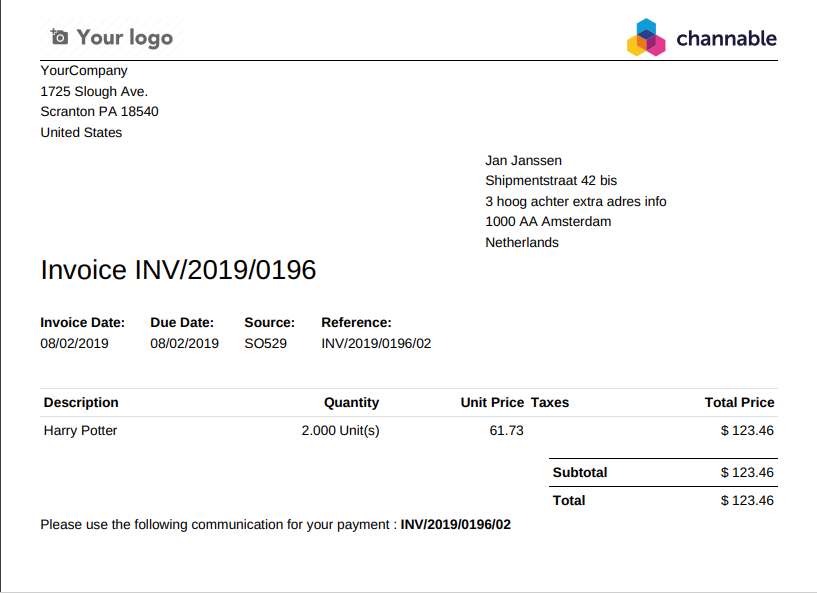 Your logo
channable
YourCompany
1725 Slough Ave.
Scranton PA 18540
United States
Jan Janssen
Shipmentstraat 42 bis
3 hoog achter extra adres info
1000 AA Amsterdam
Netherlands
Invoice INV/2019/0196
Invoice Date: Due Date: Source: Reference:
08/02/2019 08/02/2019 SO529 INV/2019/0196/02
Description Quantity Unit Price Taxes Total Price
Harry Potter 2.000 Unit(s) 61.73 $ 123.46
Subtotal $ 123.46
Total $ 123.46
Please use the following communication for your payment : INV/2019/0196/02